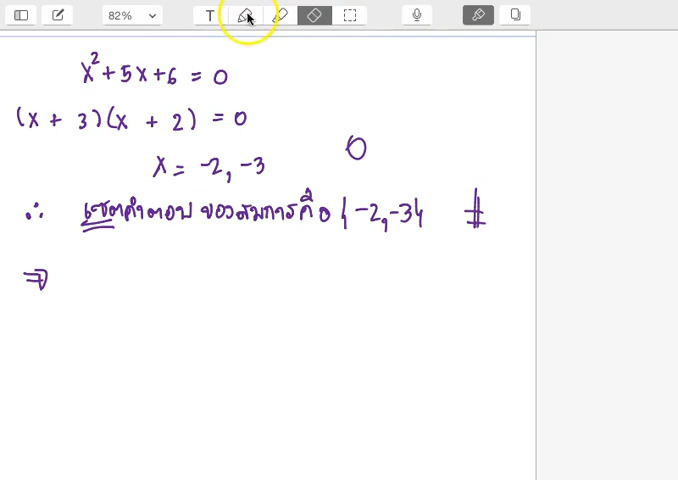 T
82%
x²+5x+6 = 0
(x + 3)(x + 2) = 0
x = -2, -3
0
∴ เซตคำตอบ ของสมการคือ {-2,-3} #
⇒